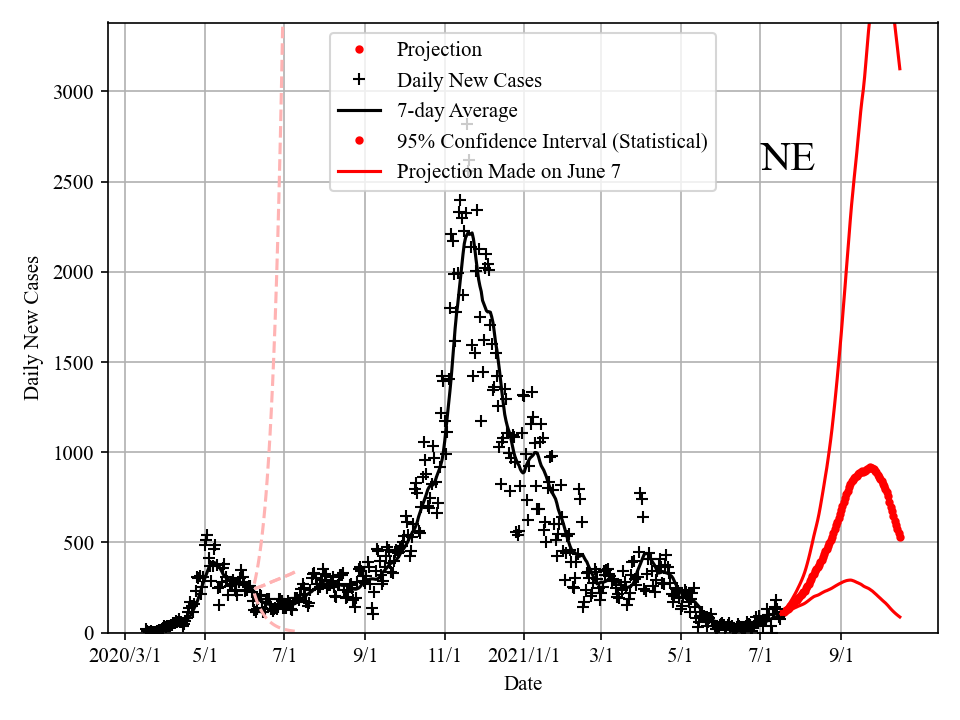 Projection
Daily New Cases
7-day Average
95% Confidence Interval (Statistical)
Projection Made on June 7
NE
3000
2500
2000
1500
1000
500
0
Daily New Cases
2020/3/1 5/1 7/1 9/1 11/1 2021/1/1 3/1 5/1 7/1 9/1
Date